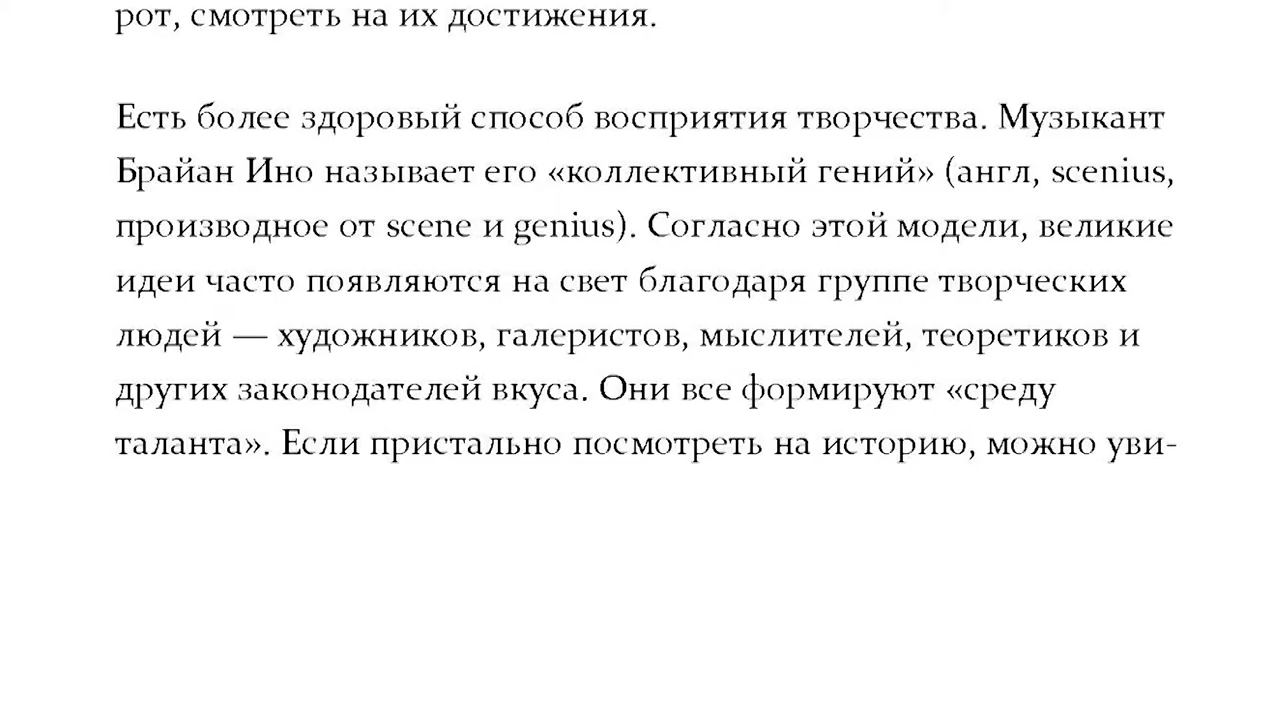 рот, смотреть на их достижения.
Есть более здоровый способ восприятия творчества. Музыкант
Брайан Ино называет его «коллективный гений» (англ, scenius,
производное от scene и genius). Согласно этой модели, великие
идеи часто появляются на свет благодаря группе творческих
людей — художников, галеристов, мыслителей, теоретиков и
других законодателей вкуса. Они все формируют «среду
таланта». Если пристально посмотреть на историю, можно уви-